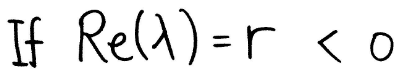 If Re(λ) = r < 0